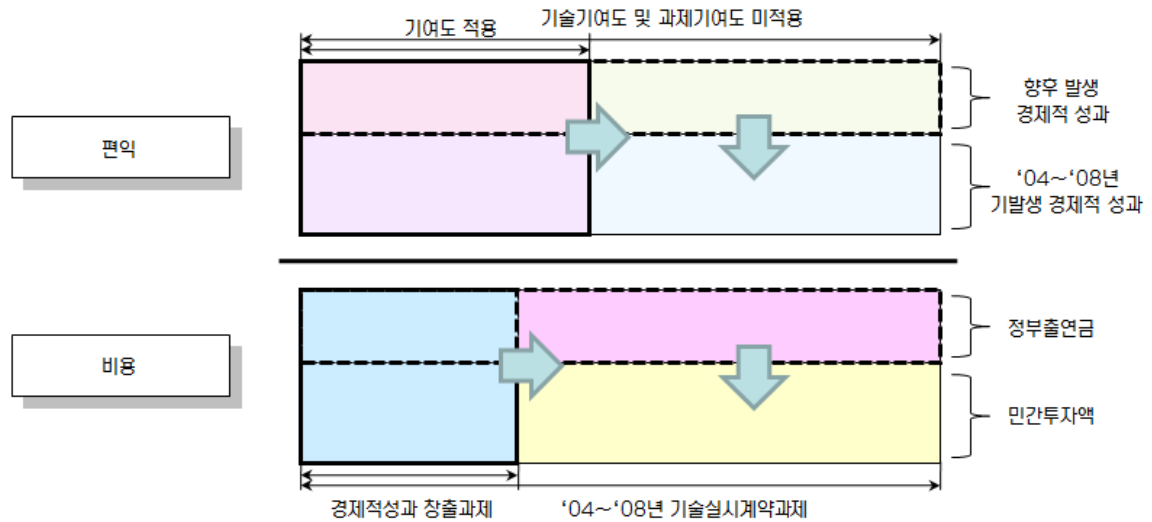 기술기여도 및 과제기여도 미적용
기여도 적용
편익
향후 발생
경제적 성과
‘04～‘08년
기발생 경제적 성과
비용
정부출연금
민간투자액
경제적성과 창출과제
‘04～‘08년 기술실시계약과제